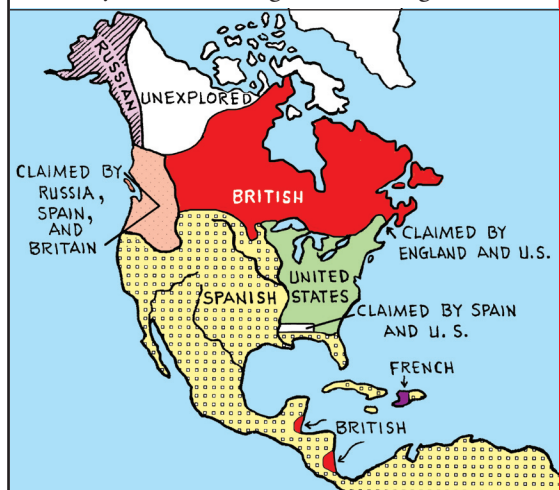 RUSSIAN
UNEXPLORED
CLAIMED BY
RUSSIA,
SPAIN,
AND
BRITAIN
BRITISH
CLAIMED BY
ENGLAND AND U.S.
UNITED
STATES
SPANISH
CLAIMED BY SPAIN
AND U. S.
FRENCH
BRITISH